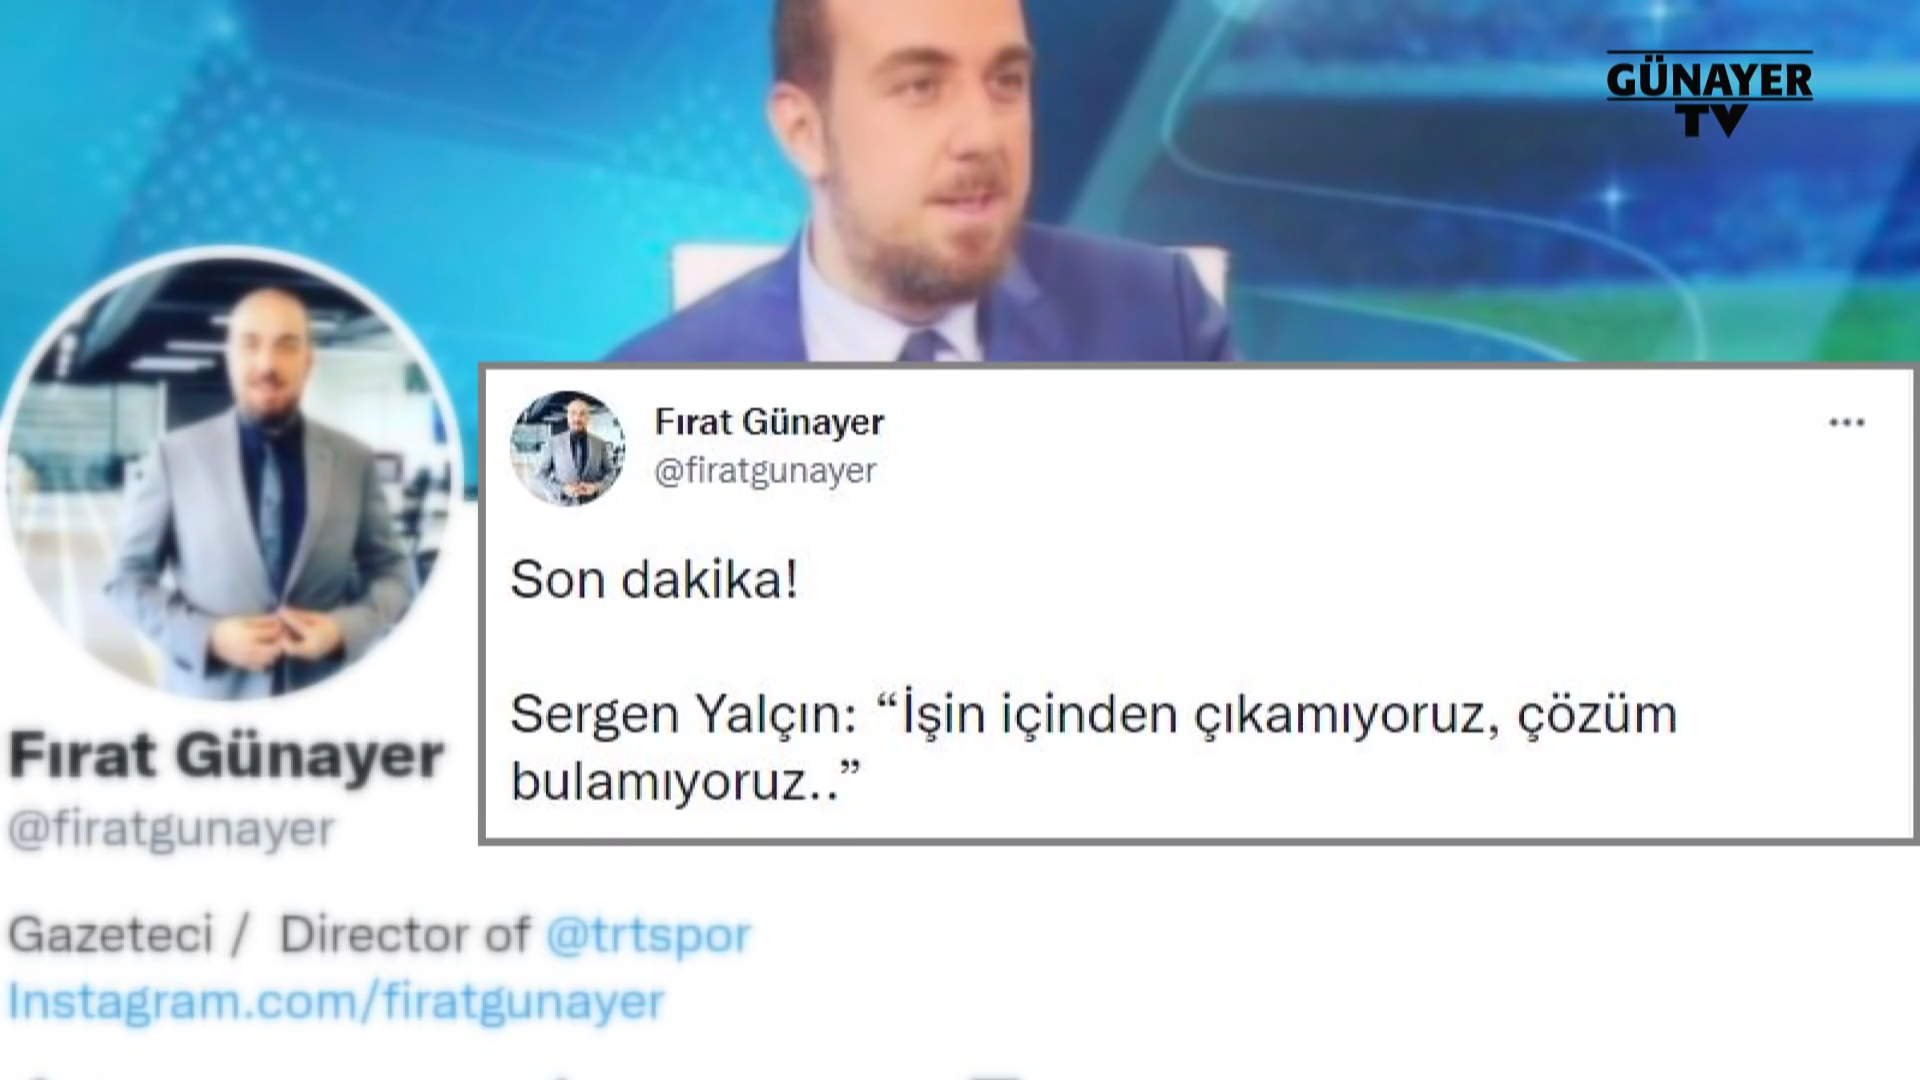 GÜNAYER
TV
Fırat Günayer
@firatgunayer
Son dakika!
Sergen Yalçın: “İşin içinden çıkamıyoruz, çözüm
bulamıyoruz..”
Fırat Günayer
@firatgunayer
Gazeteci / Director of @trtspor
Instagram.com/firatgunayer